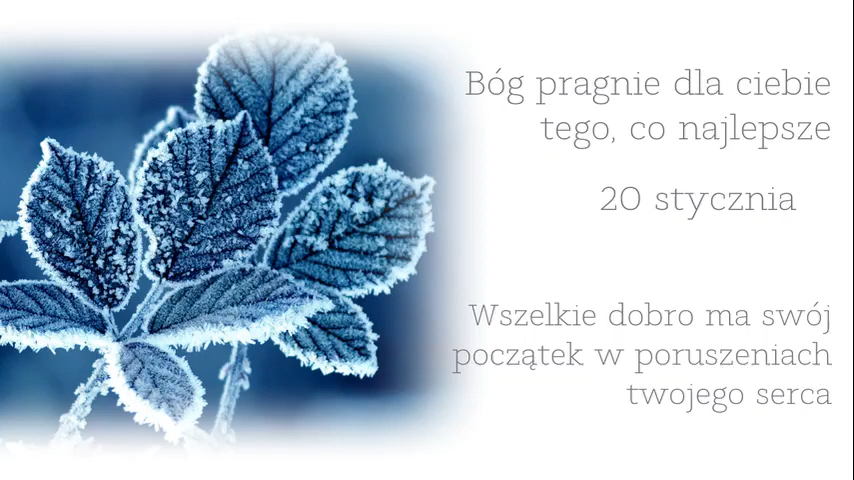 Bóg pragnie dla ciebie
tego, co najlepsze
20 stycznia
Wszelkie dobro ma swój
początek w poruszeniach
twojego serca